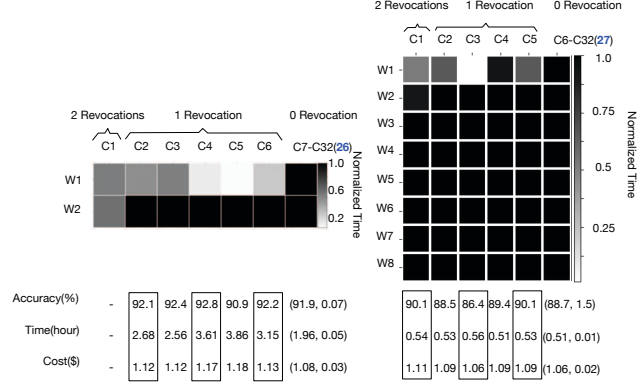 2 Revocations 1 Revocation 0 Revocation
C1 C2 C3 C4 C5 C6-C32(27)
W1
W2
W3
W4
W5
W6
W7
W8
1.0
0.75
0.5
0.25
Normalized Time
2 Revocations 1 Revocation 0 Revocation
C1 C2 C3 C4 C5 C6 C7-C32(26)
W1
W2
1.0
0.6
0.2
Normalized Time
Accuracy(%) - 92.1 92.4 92.8 90.9 92.2 (91.9, 0.07) 90.1 88.5 86.4 89.4 90.1 (88.7, 1.5)
Time(hour) - 2.68 2.56 3.61 3.86 3.15 (1.96, 0.05) 0.54 0.53 0.56 0.51 0.53 (0.51, 0.01)
Cost($) - 1.12 1.12 1.17 1.18 1.13 (1.08, 0.03) 1.11 1.09 1.06 1.09 1.09 (1.06, 0.02)